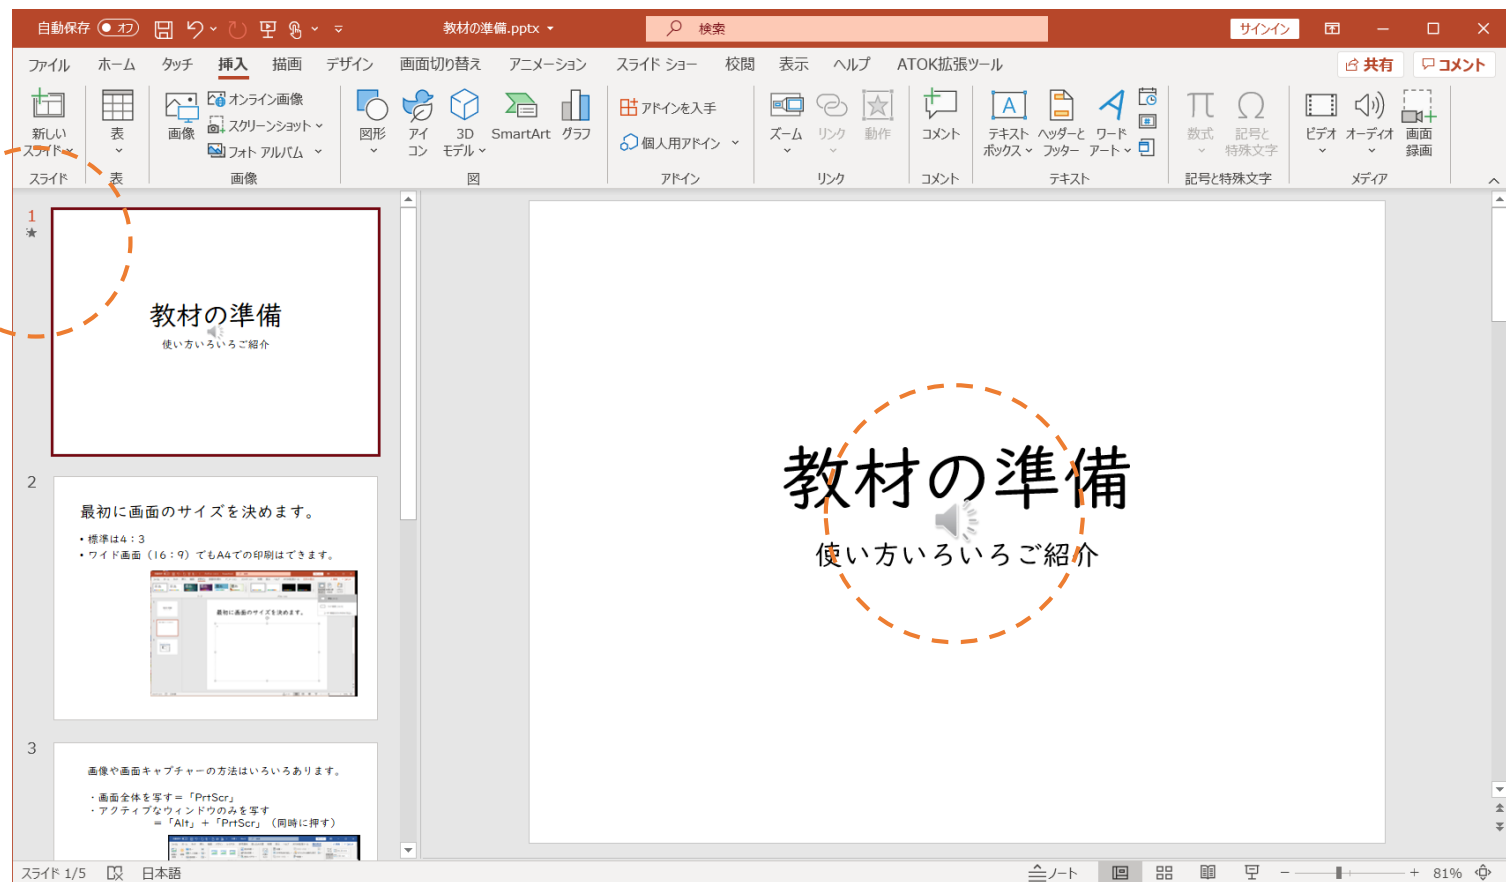 自動保存 オフ 教材の準備.pptx 検索 サインイン
ファイル ホーム タッチ 挿入 描画 デザイン 画面切り替え アニメーション スライド ショー 校閲 表示 ヘルプ ATOK拡張ツール 共有 コメント
新しい
スライド
表
画像
オンライン画像
スクリーンショット
フォト アルバム
図形
アイ
コン
3D
モデル
SmartArt
グラフ
アドインを入手
個人用アドイン
ズーム
リンク
動作
コメント
テキスト
ボックス
ヘッダーと
フッター
ワード
アート
数式
記号と
特殊文字
ビデオ
オーディオ
画面
録画
スライド 表 画像 図 アドイン リンク コメント テキスト 記号と特殊文字 メディア
1
教材の準備
使い方いろいろご紹介
2
最初に画面のサイズを決めます。
・標準は4：3
・ワイド画面（16：9）でもA4での印刷はできます。
最初に画面のサイズを決めます。
3
画像や画面キャプチャーの方法はいろいろあります。
・画面全体を写す＝「PrtScr」
・アクティブなウィンドウのみを写す
＝「Alt」＋「PrtScr」（同時に押す）
教材の準備
使い方いろいろご紹介
スライド 1/5 日本語 ノート 81%